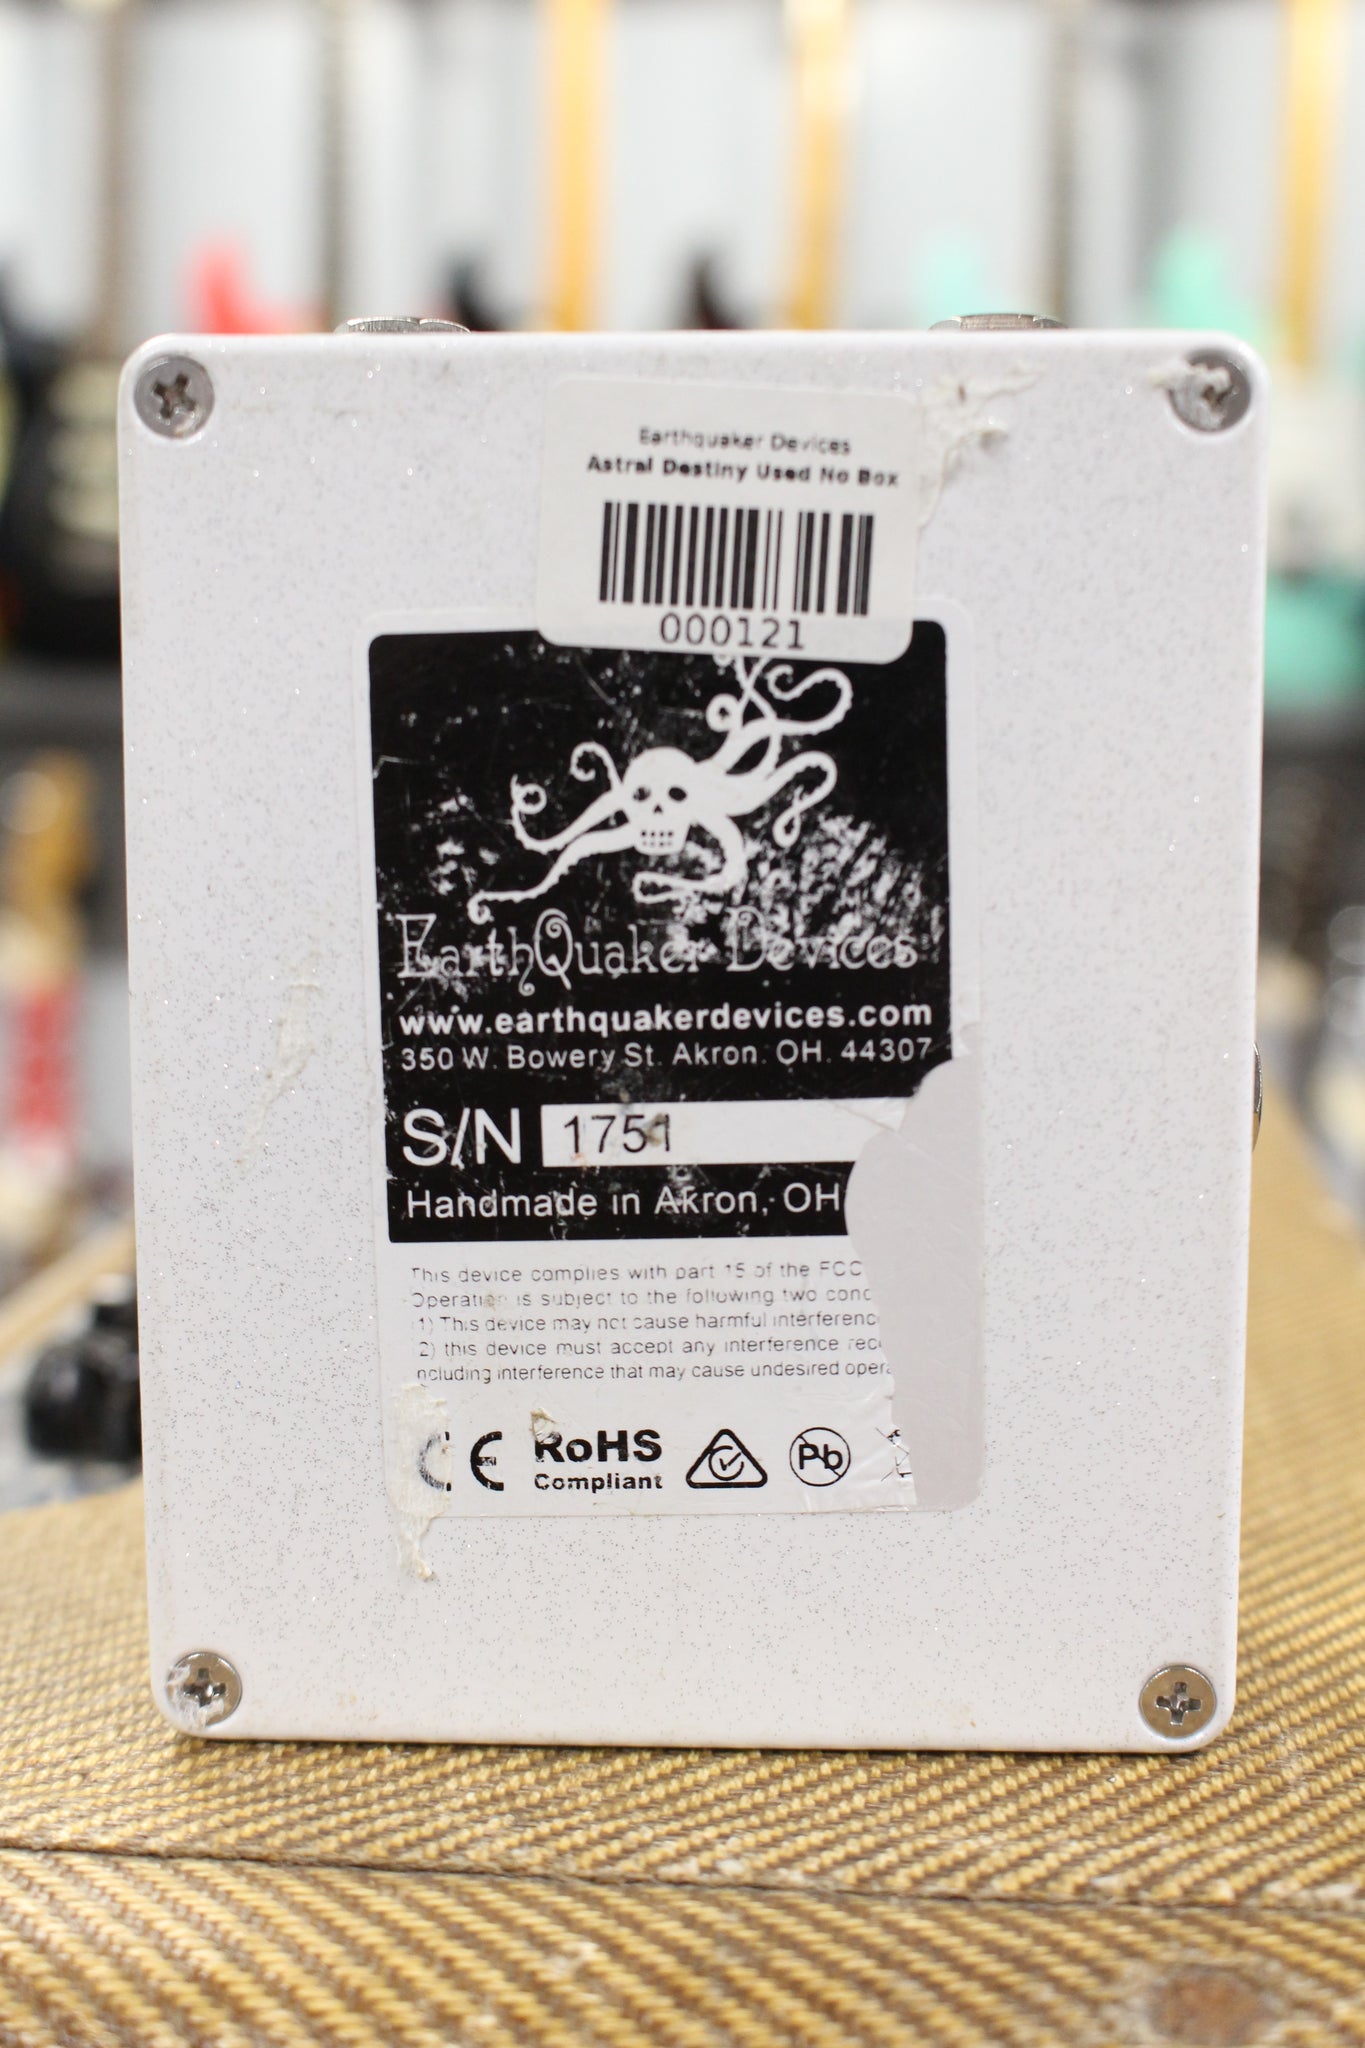 Earthquaker Devices
Astral Destiny Used No Box
000121
EarthQuaker Devices
www.earthquakerdevices.com
350 W. Bowery St. Akron. OH. 44307
S/N 1751
Handmade in Akron, OH
This device complies with part 15 of the FCC
Operation is subject to the following two conc
1) This device may not cause harmful interference
2) this device must accept any interference rec
ncluding interference that may cause undesired opera
CE RoHS Pb
Compliant